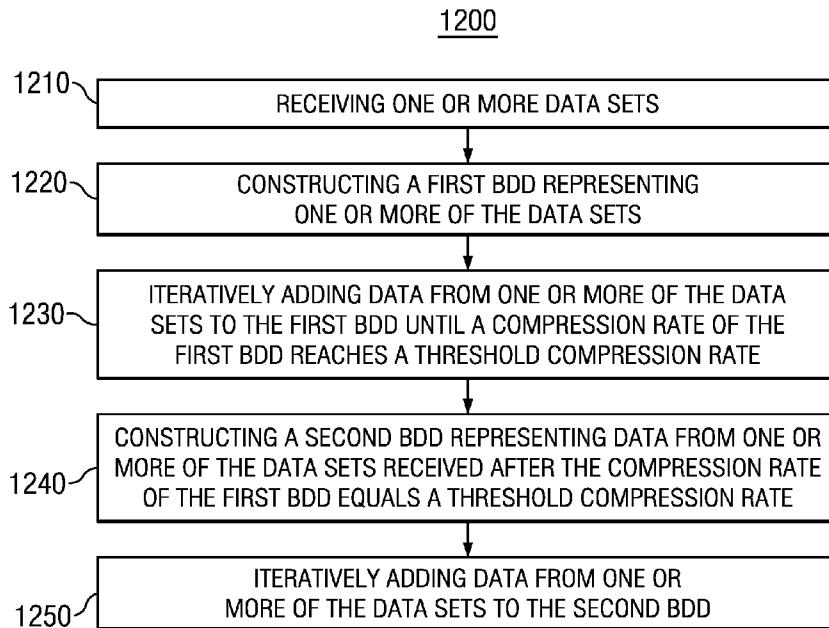 1200
1210
RECEIVING ONE OR MORE DATA SETS
1220
CONSTRUCTING A FIRST BDD REPRESENTING
ONE OR MORE OF THE DATA SETS
1230
ITERATIVELY ADDING DATA FROM ONE OR MORE OF THE DATA
SETS TO THE FIRST BDD UNTIL A COMPRESSION RATE OF THE
FIRST BDD REACHES A THRESHOLD COMPRESSION RATE
1240
CONSTRUCTING A SECOND BDD REPRESENTING DATA FROM ONE OR
MORE OF THE DATA SETS RECEIVED AFTER THE COMPRESSION RATE
OF THE FIRST BDD EQUALS A THRESHOLD COMPRESSION RATE
1250
ITERATIVELY ADDING DATA FROM ONE OR
MORE OF THE DATA SETS TO THE SECOND BDD